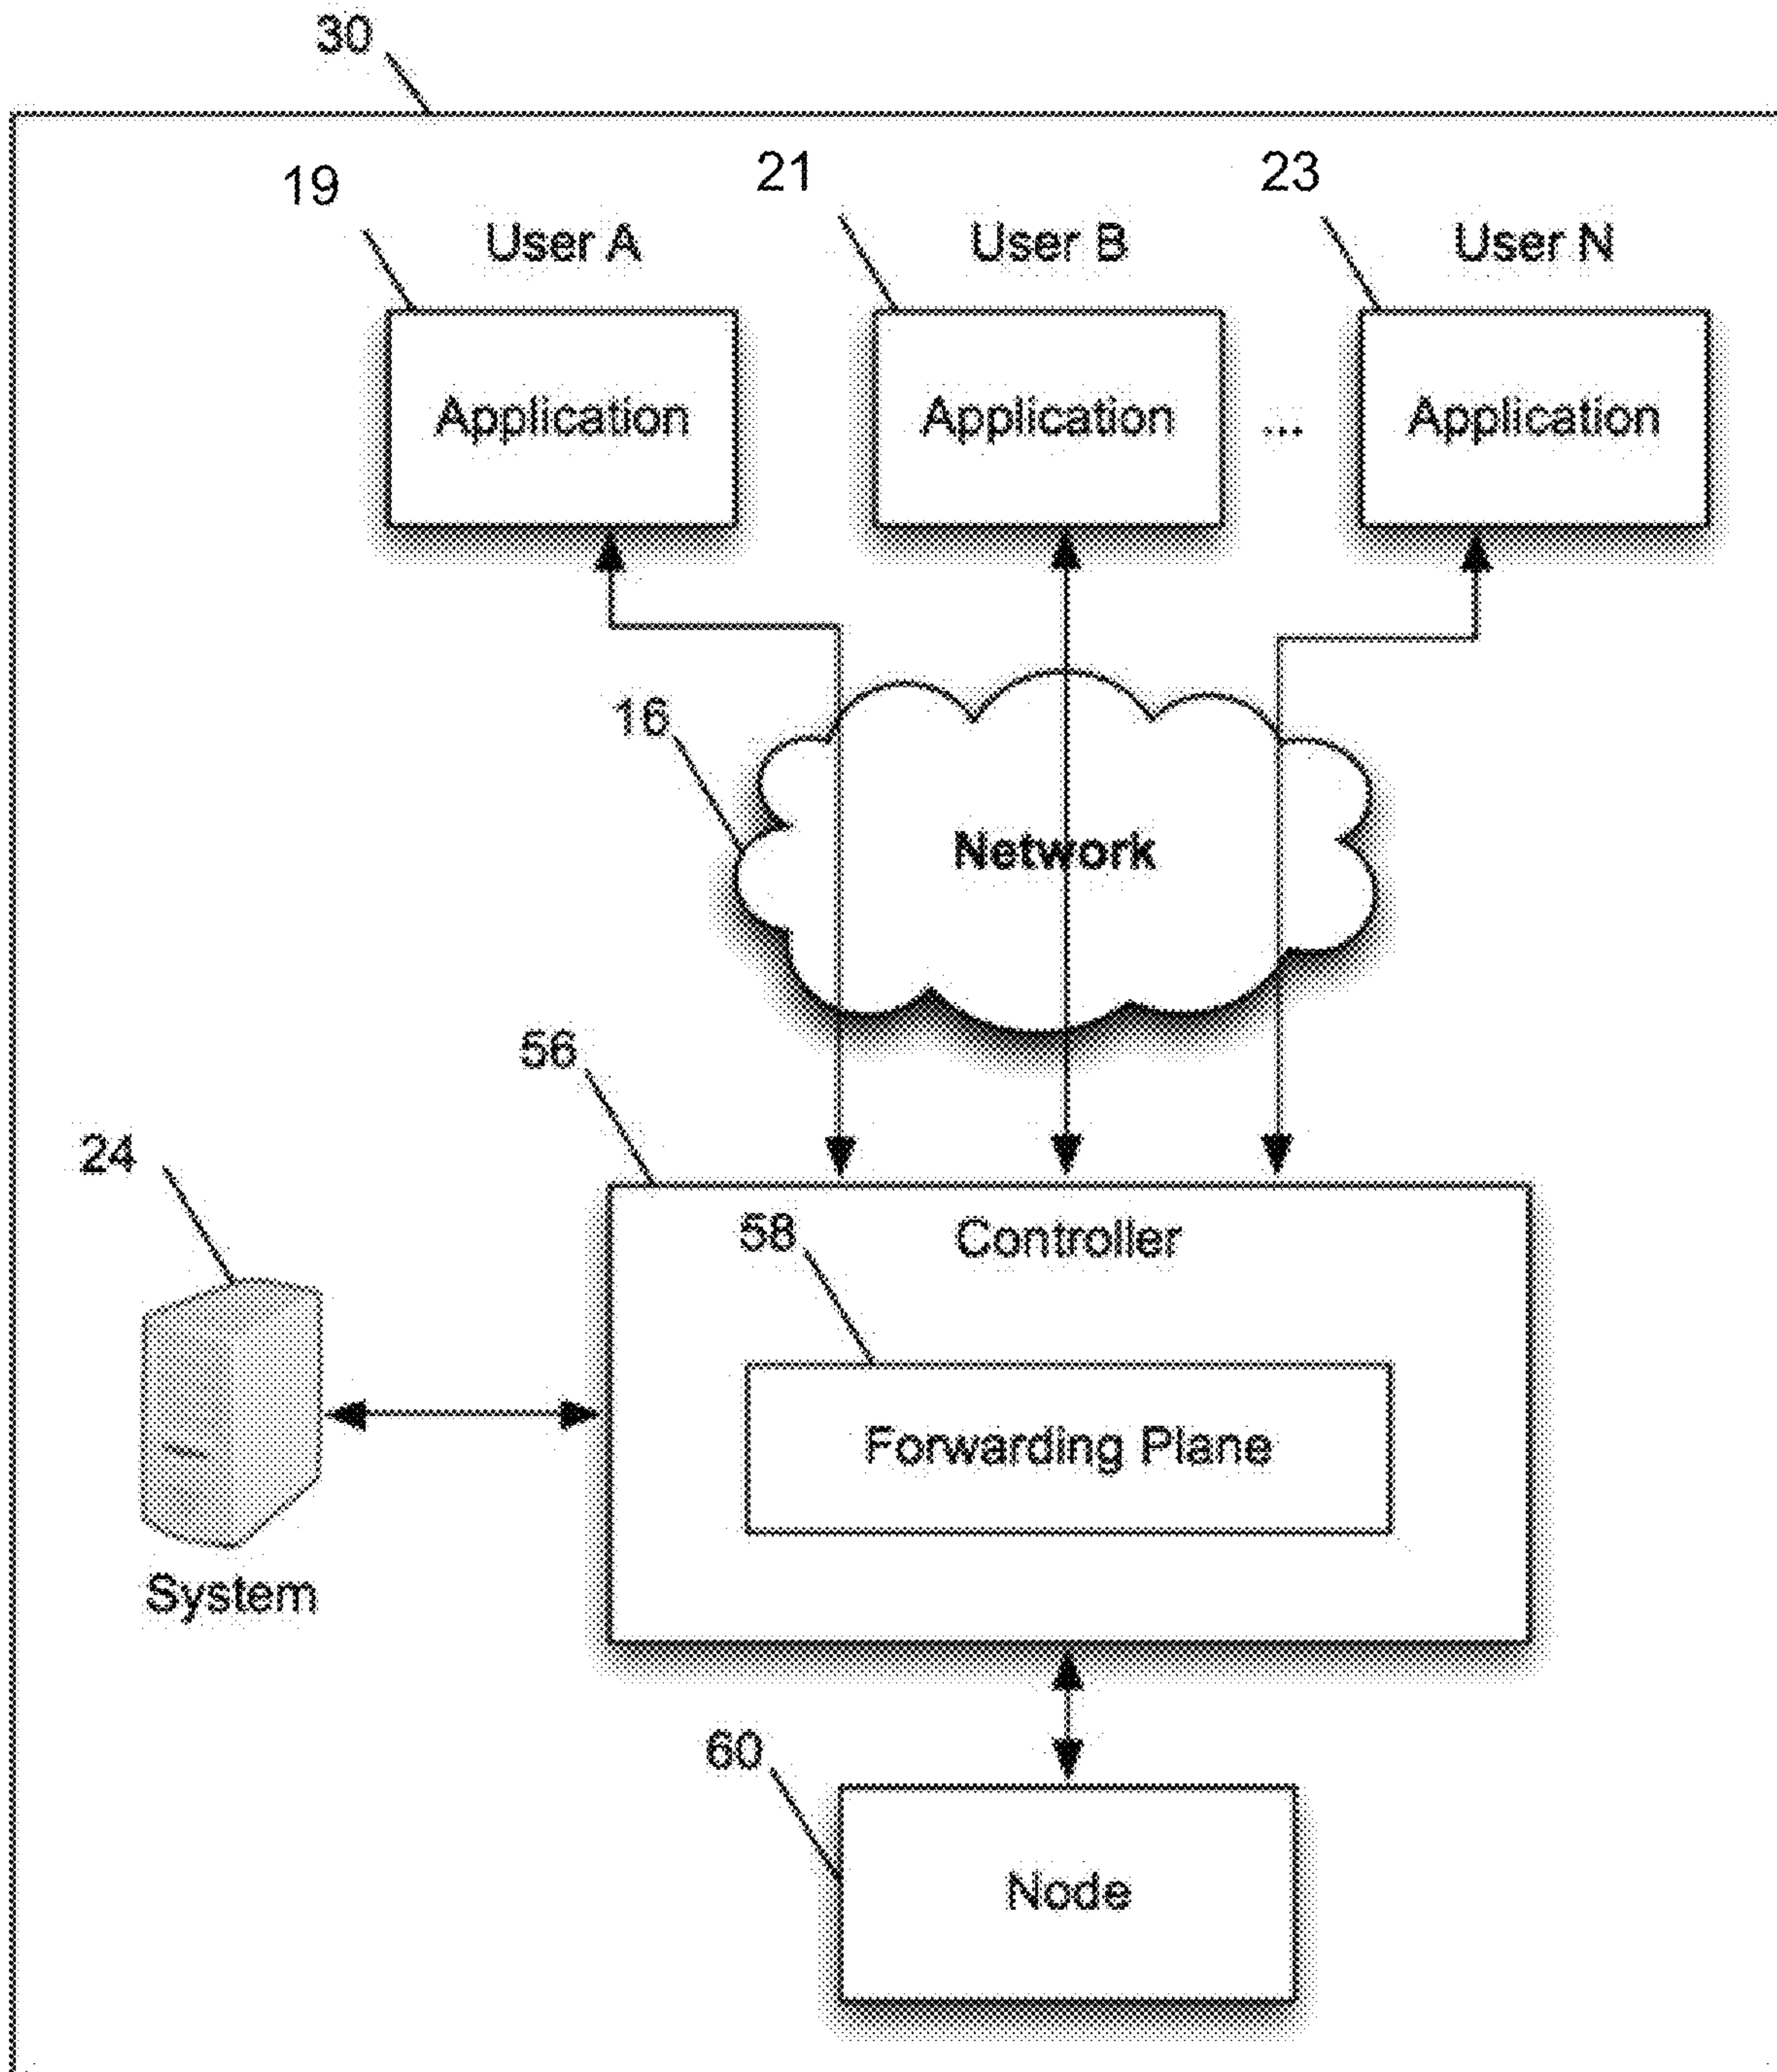 30
19
21
23
User A
User B
User N
Application
Application
...
Application
16
Network
56
24
58
Controller
Forwarding Plane
System
60
Node